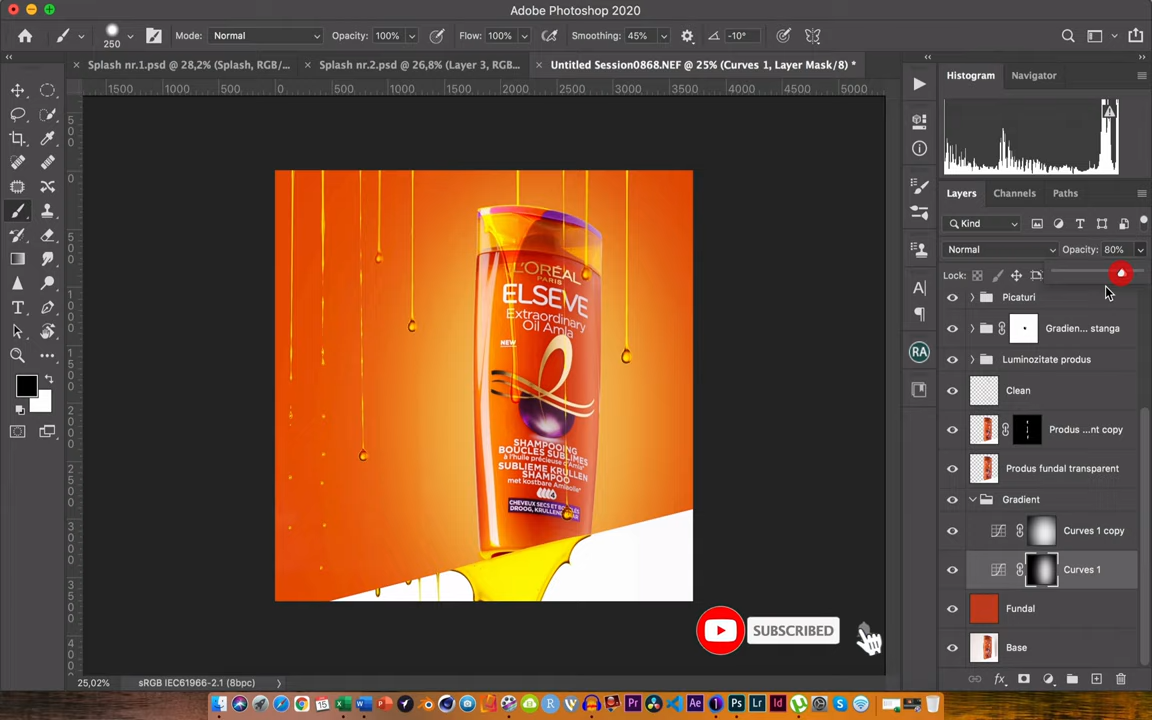 Adobe Photoshop 2020
250 Mode: Normal Opacity: 100% Flow: 100% Smoothing: 45% -10°
Splash nr.1.psd @ 28,2% (Splash, RGB/... Splash nr.2.psd @ 26,8% (Layer 3, RGB... Untitled Session0868.NEF @ 25% (Curves 1, Layer Mask/8) *
1500 1000 500 0 500 1000 1500 2000 2500 3000 3500 4000 4500 5000
Histogram Navigator
Layers Channels Paths
Kind
Normal Opacity: 80%
Lock:
Picaturi
Gradien... stanga
Luminozitate produs
Clean
Produs ...nt copy
Produs fundal transparent
Gradient
Curves 1 copy
Curves 1
Fundal
Base
L'ORÉAL
PARIS
ELSEVE
Extraordinary
Oil Amla
NEW
SHAMPOOING
BOUCLES SUBLIMES
à l'huile précieuse d'Amla
SUBLIEME KRULLEN
SHAMPOO
met kostbare Amlaolie
CHEVEUX SECS ET BOUCLÉS
SUBSCRIBED
25,02% sRGB IEC61966-2.1 (8bpc)